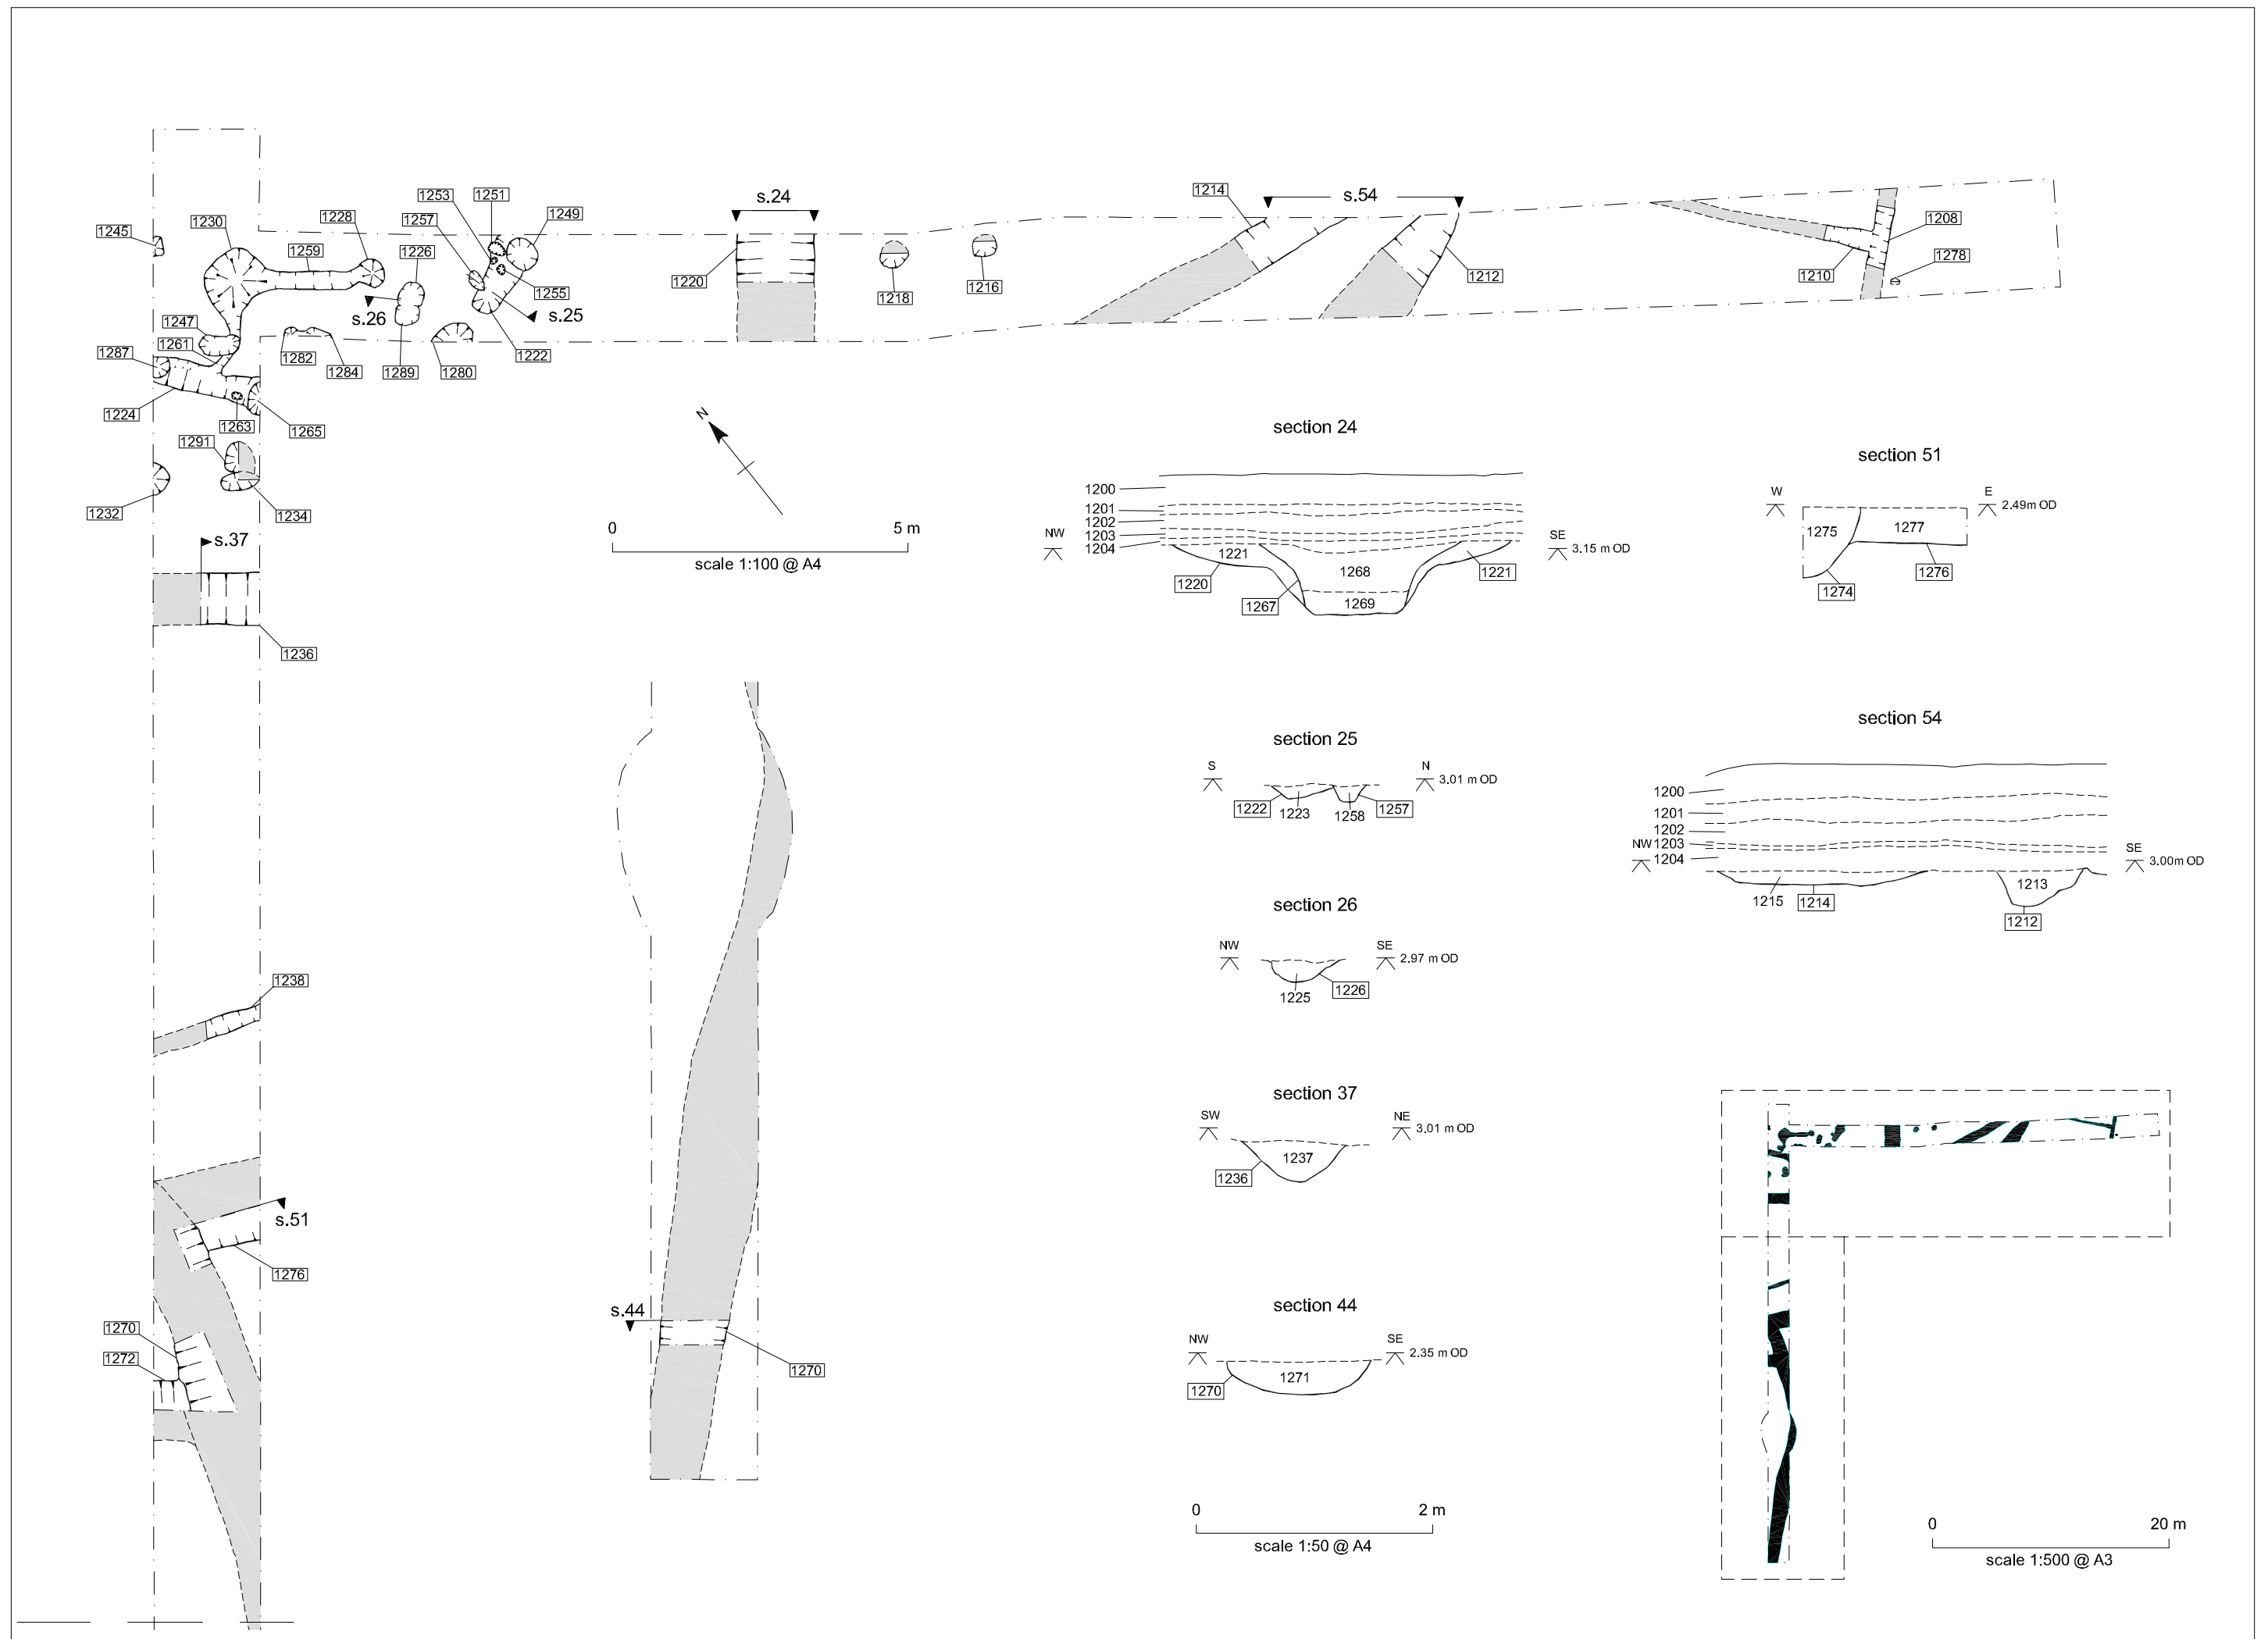 1253
1251
s.24
1214
s.54
1245
1230
1228
1257
1249
1208
1259
1226
1220
1218
1216
1212
1210
1278
1255
s.26
s.25
1247
1261
1287
1282
1284
1289
1280
1222
1224
1263
1265
1291
1232
1234
s.37
1236
N
0 5 m
scale 1:100 @ A4
section 24
1200
1201
1202
1203
1204
NW
SE
3.15 m OD
1221
1268
1221
1220
1267
1269
section 51
W
E
2.49m OD
1275
1277
1274
1276
section 25
S
N
3.01 m OD
1222
1223
1258
1257
section 54
1200
1201
1202
NW 1203
1204
SE
3.00m OD
1215
1214
1213
1212
section 26
NW
SE
2.97 m OD
1225
1226
section 37
SW
NE
3.01 m OD
1237
1236
section 44
NW
SE
2.35 m OD
1271
1270
1238
s.51
1276
1270
1272
s.44
1270
0 2 m
scale 1:50 @ A4
0 20 m
scale 1:500 @ A3